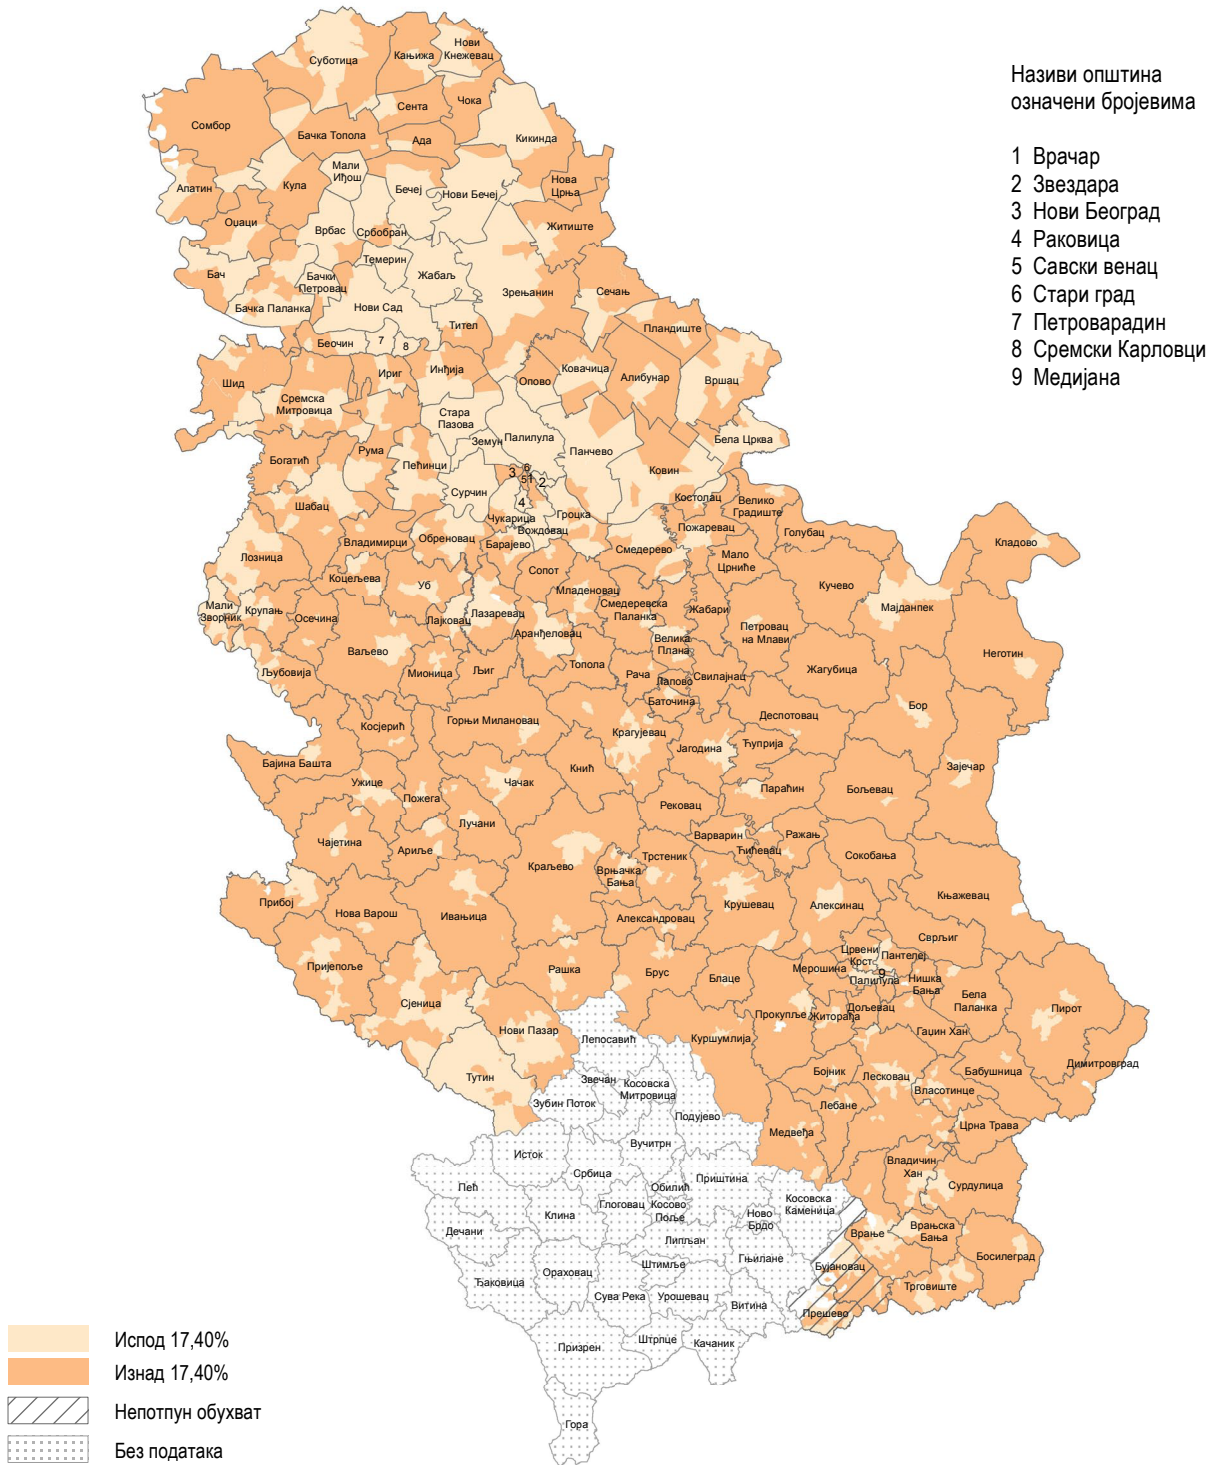 Називи општина
означени бројевима
1 Врачар
2 Звездара
3 Нови Београд
4 Раковица
5 Савски венац
6 Стари град
7 Петроварадин
8 Сремски Карловци
9 Медијана
Суботица
Кањижа
Нови
Кнежевац
Сомбор
Сента
Чока
Бачка Топола
Ада
Кикинда
Мали
Иђош
Апатин
Кула
Бечеј
Нови Бечеј
Нова
Црња
Оџаци
Врбас
Србобран
Житиште
Темерин
Бач
Бачки
Петровац
Жабаљ
Зрењанин
Сечањ
Бачка Паланка
Нови Сад
Тител
Пландиште
Беочин
7
8
Шид
Ириг
Инђија
Опово
Ковачица
Алибунар
Вршац
Сремска
Митровица
Стара
Пазова
Земун
Палилула
Бела Црква
Богатић
Рума
Пећинци
Панчево
Ковин
3
6
5
1
2
4
Сурчин
Костолац
Велико
Градиште
Шабац
Чукарица
Гроцка
Вождовац
Пожаревац
Голубац
Кладово
Владимирци
Обреновац
Барајево
Смедерево
Лозница
Мало
Црниће
Коцељева
Уб
Сопот
Кучево
Мајданпек
Младеновац
Мали
Зворник
Крупањ
Осечина
Лајковац
Лазаревац
Смедеревска
Паланка
Жабари
Петровац
на Млави
Аранђеловац
Велика
Плана
Ваљево
Неготин
Љубовија
Мионица
Љиг
Топола
Рача
Лапово
Свилајнац
Жагубица
Баточина
Бор
Косјерић
Горњи Милановац
Деспотовац
Крагујевац
Јагодина
Ћуприја
Бајина Башта
Зајечар
Ужице
Чачак
Кнић
Пожега
Параћин
Бољевац
Рековац
Лучани
Чајетина
Ариље
Варварин
Ражањ
Ћићевац
Краљево
Трстеник
Сокобања
Врњачка
Бања
Прибој
Крушевац
Алексинац
Књажевац
Нова Варош
Ивањица
Александровац
Сврљиг
Црвени
Крст
Пантелеј
Пријепоље
Рашка
Брус
Блаце
Мерошина
9
Палилула
Нишка
Бања
Сјеница
Бела
Паланка
Пирот
Прокупље
Житорађа
Дољевац
Нови Пазар
Гаџин Хан
Лепосавић
Куршумлија
Димитровград
Тутин
Звечан
Бојник
Лесковац
Бабушница
Косовска
Митровица
Власотинце
Зубин Поток
Лебане
Подујево
Медвеђа
Црна Трава
Вучитрн
Исток
Владичин
Хан
Србица
Приштина
Сурдулица
Пећ
Обилић
Косовска
Каменица
Глоговац
Косово
Поље
Клина
Ново
Брдо
Врањска
Бања
Дечани
Врање
Липљан
Босилеград
Гњилане
Штимље
Бујановац
Ђаковица
Ораховац
Трговиште
Сува Река
Урошевац
Витина
Прешево
Штрпце
Качаник
Призрен
Гора
Испод 17,40%
Изнад 17,40%
Непотпун обухват
Без података